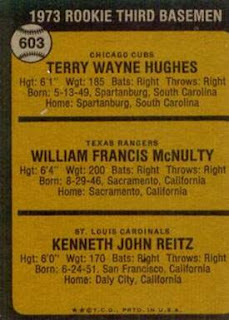 1973 ROOKIE THIRD BASEMEN
603
CHICAGO CUBS
TERRY WAYNE HUGHES
Hgt: 6'1" Wgt: 185 Bats: Right Throws: Right
Born: 5-13-49, Spartanburg, South Carolina
Home: Spartanburg, South Carolina
TEXAS RANGERS
WILLIAM FRANCIS McNULTY
Hgt: 6'4" Wgt: 200 Bats: Right Throws: Right
Born: 8-29-46, Sacramento, California
Home: Sacramento, California
ST. LOUIS CARDINALS
KENNETH JOHN REITZ
Hgt: 6'0" Wgt: 170 Bats: Right Throws: Right
Born: 6-24-51, San Francisco, California
Home: Daly City, California
©T.C.G. PRTD. IN U.S.A.